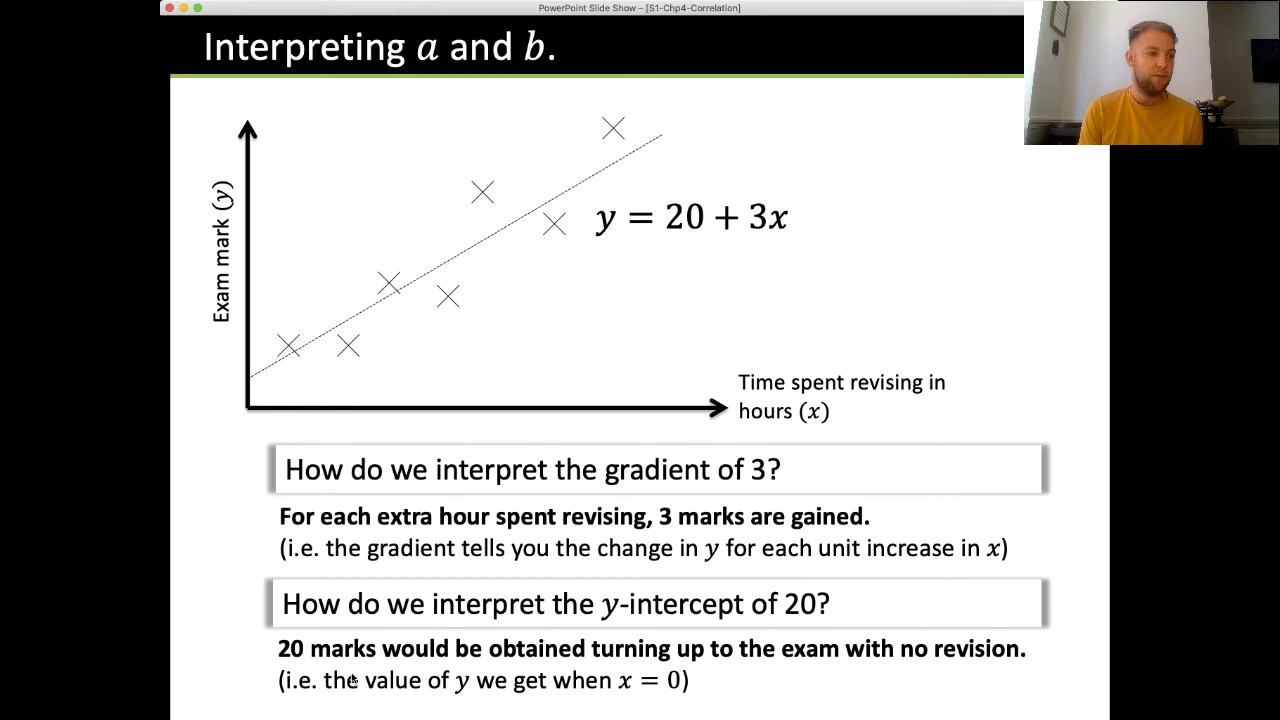 PowerPoint Slide Show – [S1-Chp4-Correlation]
Interpreting a and b.
Exam mark (y)
y = 20 + 3x
Time spent revising in
hours (x)
How do we interpret the gradient of 3?
For each extra hour spent revising, 3 marks are gained.
(i.e. the gradient tells you the change in y for each unit increase in x)
How do we interpret the y-intercept of 20?
20 marks would be obtained turning up to the exam with no revision.
(i.e. the value of y we get when x = 0)